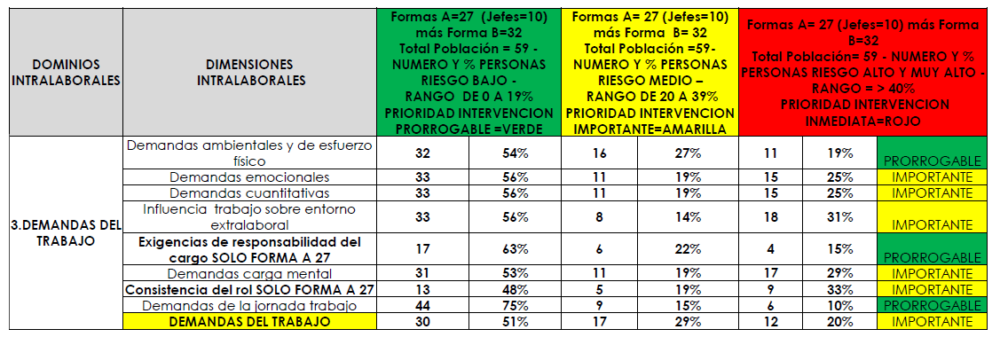 DOMINIOS
INTRALABORALES
DIMENSIONES
INTRALABORALES
Formas A=27 (Jefes=10)
más Forma B=32
Total Población = 59 -
NUMERO Y % PERSONAS
RIESGO BAJO -
RANGO DE 0 A 19%
PRIORIDAD INTERVENCION
PRORROGABLE =VERDE
Formas A= 27 (Jefes=10)
más Forma B= 32
Total Población =59-
NUMERO Y % PERSONAS
RIESGO MEDIO –
RANGO DE 20 A 39%
PRIORIDAD INTERVENCION
IMPORTANTE=AMARILLA
Formas A= 27 (Jefes=10) más Forma
B=32
Total Población= 59 - NUMERO Y %
PERSONAS RIESGO ALTO Y MUY ALTO -
RANGO = > 40%
PRIORIDAD INTERVENCION
INMEDIATA=ROJO
3.DEMANDAS DEL
TRABAJO
Demandas ambientales y de esfuerzo
físico
32 54% 16 27% 11 19% PRORROGABLE
Demandas emocionales 33 56% 11 19% 15 25% IMPORTANTE
Demandas cuantitativas 33 56% 11 19% 15 25% IMPORTANTE
Influencia trabajo sobre entorno
extralaboral
33 56% 8 14% 18 31% IMPORTANTE
Exigencias de responsabilidad del
cargo SOLO FORMA A 27
17 63% 6 22% 4 15% PRORROGABLE
Demandas carga mental 31 53% 11 19% 17 29% IMPORTANTE
Consistencia del rol SOLO FORMA A 27 13 48% 5 19% 9 33% IMPORTANTE
Demandas de la jornada trabajo 44 75% 9 15% 6 10% PRORROGABLE
DEMANDAS DEL TRABAJO 30 51% 17 29% 12 20% IMPORTANTE